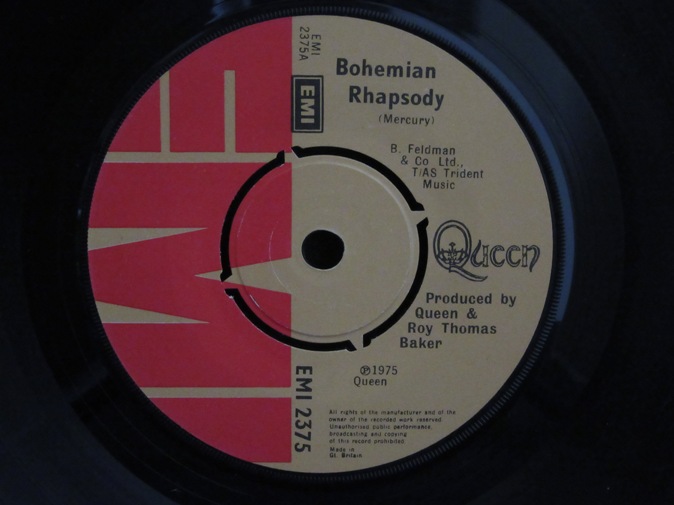 EMI
EMI
2375A
EMI
Bohemian
Rhapsody
(Mercury)
B. Feldman
& Co Ltd.,
T/AS Trident
Music
Queen
Produced by
Queen &
Roy Thomas
Baker
℗1975
Queen
EMI 2375
All rights of the manufacturer and of the
owner of the recorded work reserved.
Unauthorised public performance,
broadcasting and copying
of this record prohibited.
Made in
Gt. Britain